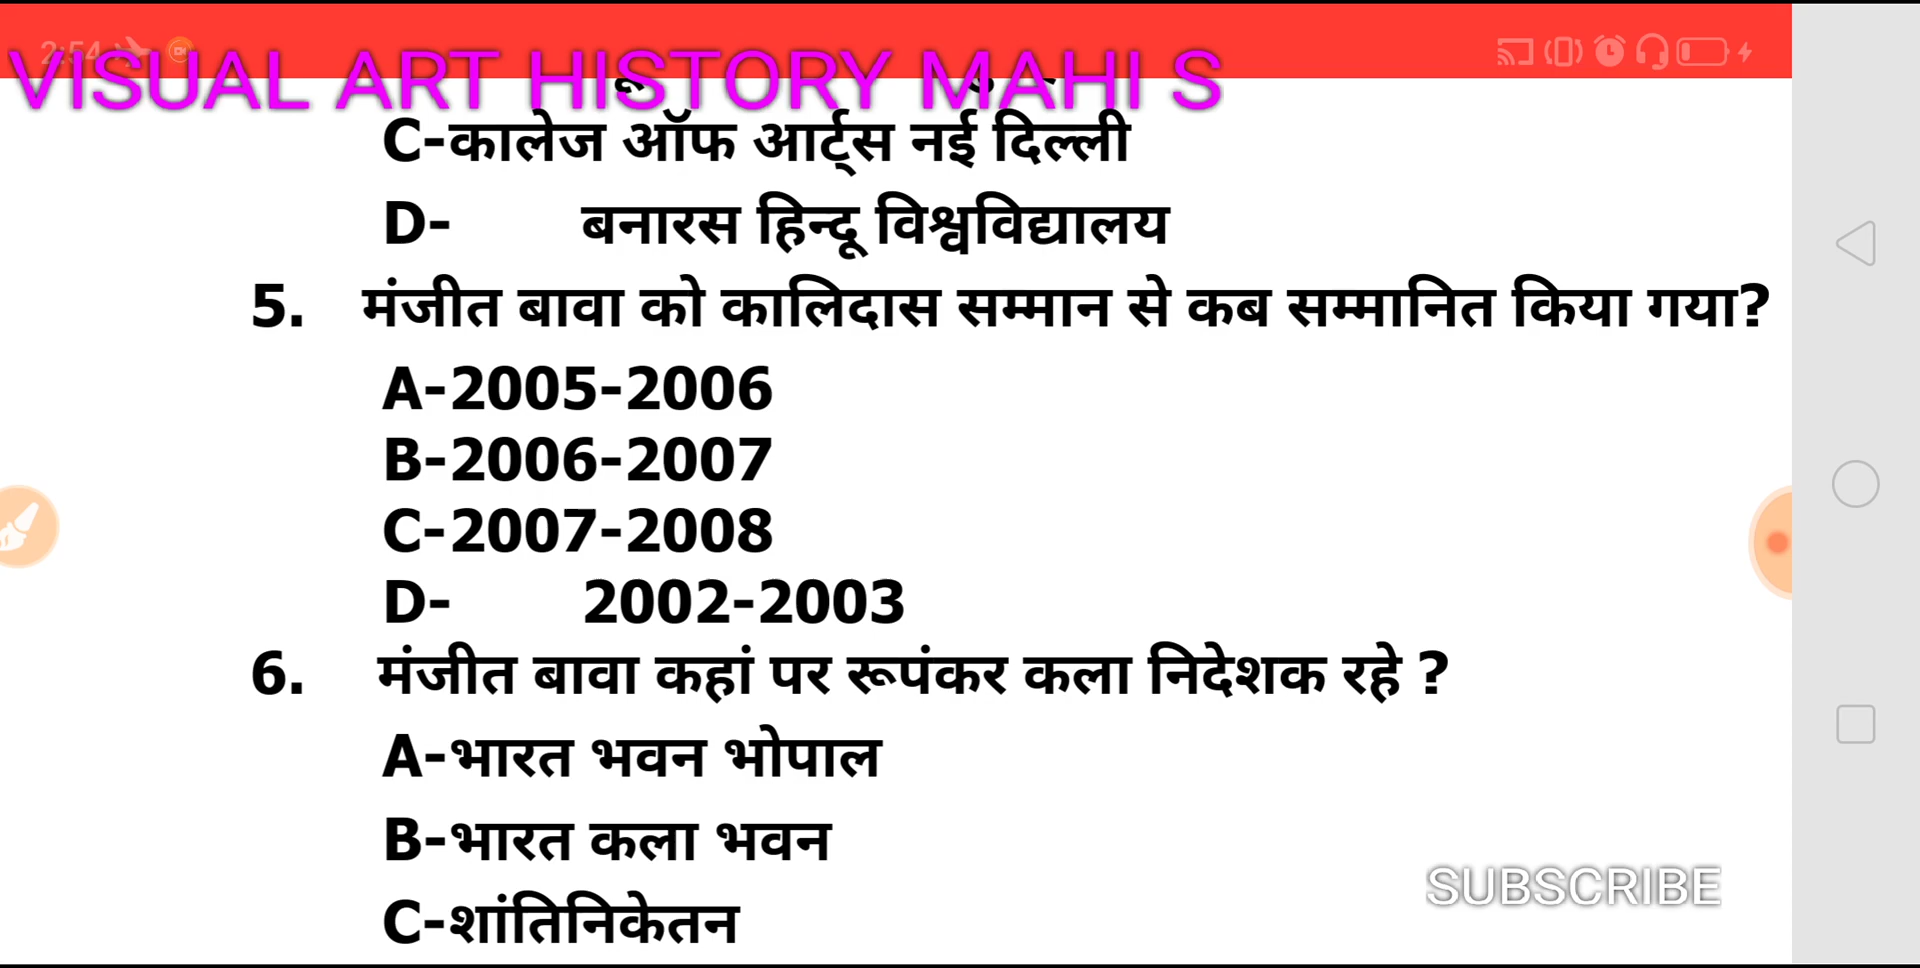 2:54
VISUAL ART HISTORY MAHI S
C-कालेज ऑफ आर्ट्स नई दिल्ली
D- बनारस हिन्दू विश्वविद्यालय
5. मंजीत बावा को कालिदास सम्मान से कब सम्मानित किया गया?
A-2005-2006
B-2006-2007
C-2007-2008
D- 2002-2003
6. मंजीत बावा कहां पर रूपंकर कला निदेशक रहे ?
A-भारत भवन भोपाल
B-भारत कला भवन
C-शांतिनिकेतन
SUBSCRIBE